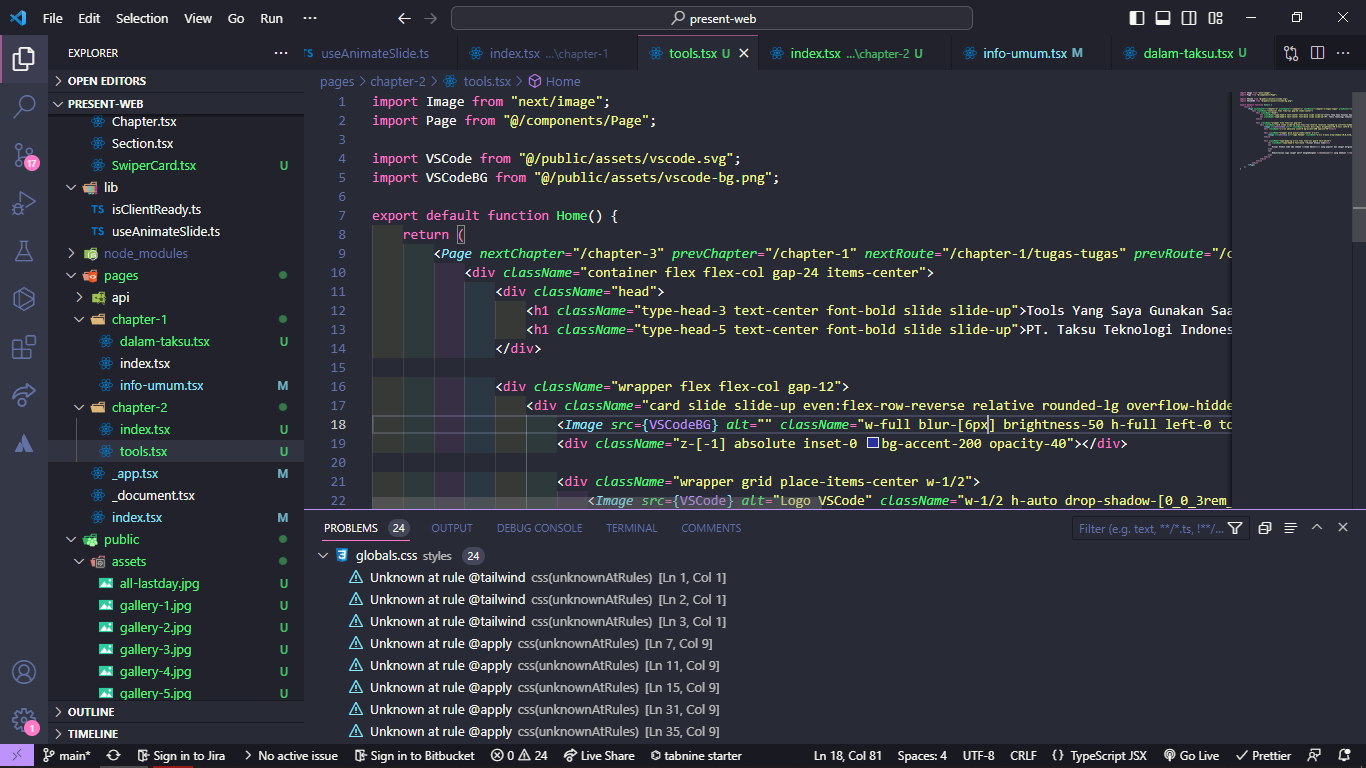 File Edit Selection View Go Run ··· present-web
EXPLORER ···
useAnimateSlide.ts index.tsx ...\chapter-1 tools.tsx U index.tsx ...\chapter-2 U info-umum.tsx M dalam-taksu.tsx U
OPEN EDITORS
PRESENT-WEB
Chapter.tsx
Section.tsx
SwiperCard.tsx U
lib
TS isClientReady.ts
TS useAnimateSlide.ts
node_modules
pages
api
chapter-1
dalam-taksu.tsx U
index.tsx
info-umum.tsx M
chapter-2
index.tsx U
tools.tsx U
_app.tsx M
_document.tsx
index.tsx M
public
assets
all-lastday.jpg U
gallery-1.jpg U
gallery-2.jpg U
gallery-3.jpg U
gallery-4.jpg U
gallery-5.jpg U
OUTLINE
TIMELINE
17
1
pages > chapter-2 > tools.tsx > Home
1 import Image from "next/image";
2 import Page from "@/components/Page";
3
4 import VSCode from "@/public/assets/vscode.svg";
5 import VSCodeBG from "@/public/assets/vscode-bg.png";
6
7 export default function Home() {
8 return (
9 <Page nextChapter="/chapter-3" prevChapter="/chapter-1" nextRoute="/chapter-1/tugas-tugas" prevRoute="/c
10 <div className="container flex flex-col gap-24 items-center">
11 <div className="head">
12 <h1 className="type-head-3 text-center font-bold slide slide-up">Tools Yang Saya Gunakan Saa
13 <h1 className="type-head-5 text-center font-bold slide slide-up">PT. Taksu Teknologi Indones
14 </div>
15
16 <div className="wrapper flex flex-col gap-12">
17 <div className="card slide slide-up even:flex-row-reverse relative rounded-lg overflow-hidde
18 <Image src={VSCodeBG} alt="" className="w-full blur-[6px] brightness-50 h-full left-0 to
19 <div className="z-[-1] absolute inset-0 bg-accent-200 opacity-40"></div>
20
21 <div className="wrapper grid place-items-center w-1/2">
22 <Image src={VSCode} alt="Logo VSCode" className="w-1/2 h-auto drop-shadow-[0_0_3rem_
PROBLEMS 24 OUTPUT DEBUG CONSOLE TERMINAL COMMENTS Filter (e.g. text, **/*.ts, !**/...
globals.css styles 24
Unknown at rule @tailwind css(unknownAtRules) [Ln 1, Col 1]
Unknown at rule @tailwind css(unknownAtRules) [Ln 2, Col 1]
Unknown at rule @tailwind css(unknownAtRules) [Ln 3, Col 1]
Unknown at rule @apply css(unknownAtRules) [Ln 7, Col 9]
Unknown at rule @apply css(unknownAtRules) [Ln 11, Col 9]
Unknown at rule @apply css(unknownAtRules) [Ln 15, Col 9]
Unknown at rule @apply css(unknownAtRules) [Ln 31, Col 9]
Unknown at rule @apply css(unknownAtRules) [Ln 35, Col 9]
main* Sign in to Jira No active issue Sign in to Bitbucket 0 24 Live Share tabnine starter Ln 18, Col 81 Spaces: 4 UTF-8 CRLF {} TypeScript JSX Go Live Prettier